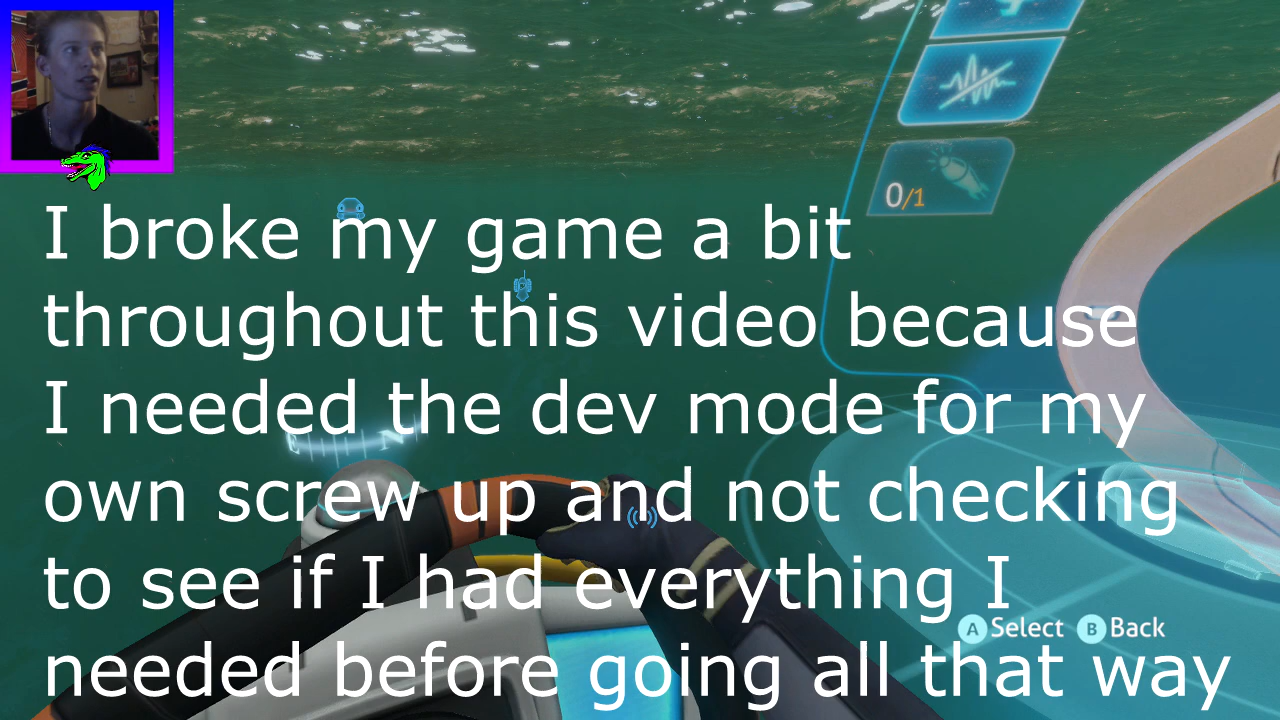 0/1
I broke my game a bit
throughout this video because
I needed the dev mode for my
E N
own screw up and not checking
to see if I had everything I
A Select B Back
needed before going all that way